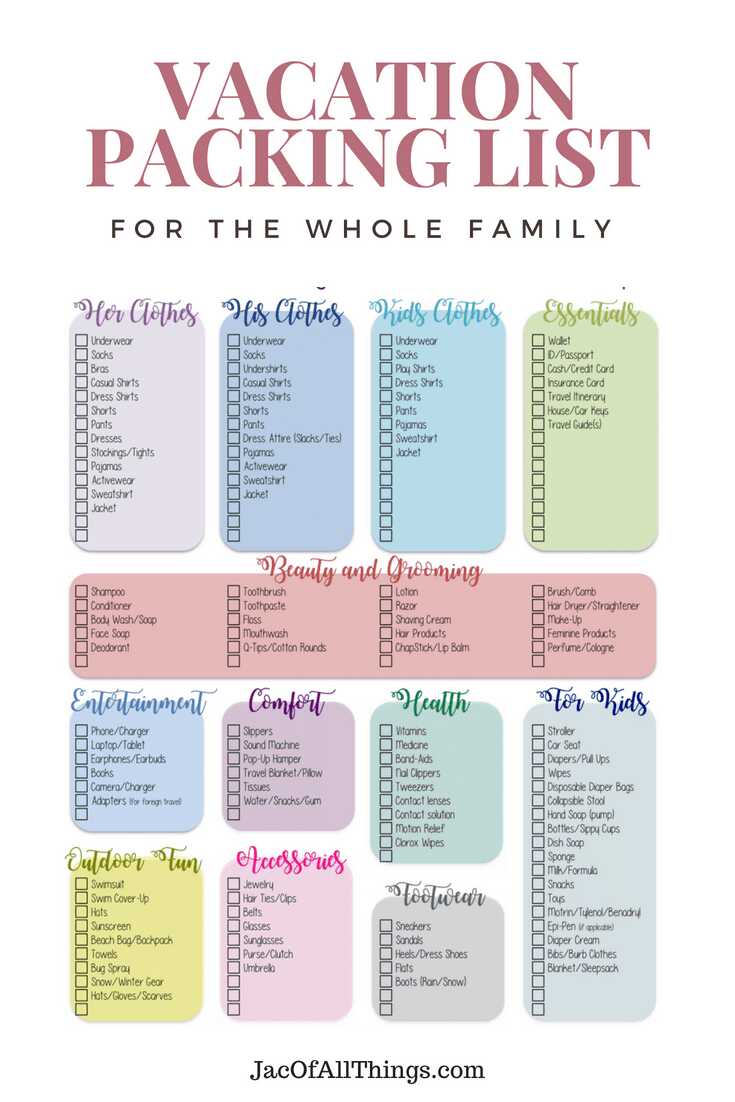 VACATION
PACKING LIST
FOR THE WHOLE FAMILY
Her Clothes
Underwear
Socks
Bras
Casual Shirts
Dress Shirts
Shorts
Pants
Dresses
Stockings/Tights
Pajamas
Activewear
Sweatshirt
Jacket
His Clothes
Underwear
Socks
Undershirts
Casual Shirts
Dress Shirts
Shorts
Pants
Dress Attire (Slacks/Ties)
Pajamas
Activewear
Sweatshirt
Jacket
Kids Clothes
Underwear
Socks
Play Shirts
Dress Shirts
Shorts
Pants
Pajamas
Sweatshirt
Jacket
Essentials
Wallet
ID/Passport
Cash/Credit Card
Insurance Card
Travel Itinerary
House/Car Keys
Travel Guide(s)
Beauty and Grooming
Shampoo
Conditioner
Body Wash/Soap
Face Soap
Deodorant
Toothbrush
Toothpaste
Floss
Mouthwash
Q-Tips/Cotton Rounds
Lotion
Razor
Shaving Cream
Hair Products
ChapStick/Lip Balm
Brush/Comb
Hair Dryer/Straightener
Make-Up
Feminine Products
Perfume/Cologne
Entertainment
Phone/Charger
Laptop/Tablet
Earphones/Earbuds
Books
Camera/Charger
Adapters (for foreign travel)
Comfort
Slippers
Sound Machine
Pop-Up Hamper
Travel Blanket/Pillow
Tissues
Water/Snacks/Gum
Health
Vitamins
Medicine
Band-Aids
Nail Clippers
Tweezers
Contact lenses
Contact solution
Motion Relief
Clorox Wipes
For Kids
Stroller
Car Seat
Diapers/Pull Ups
Wipes
Disposable Diaper Bags
Collapsible Stool
Hand Soap (pump)
Bottles/Sippy Cups
Dish Soap
Sponge
Milk/Formula
Snacks
Toys
Motrin/Tylenol/Benadryl
Epi-Pen (if applicable)
Diaper Cream
Bibs/Burb Clothes
Blanket/Sleepsack
Outdoor Fun
Swimsuit
Swim Cover-Up
Hats
Sunscreen
Beach Bag/Backpack
Towels
Bug Spray
Snow/Winter Gear
Hats/Gloves/Scarves
Accessories
Jewelry
Hair Ties/Clips
Belts
Glasses
Sunglasses
Purse/Clutch
Umbrella
Footwear
Sneakers
Sandals
Heels/Dress Shoes
Flats
Boots (Rain/Snow)
JacOfAllThings.com